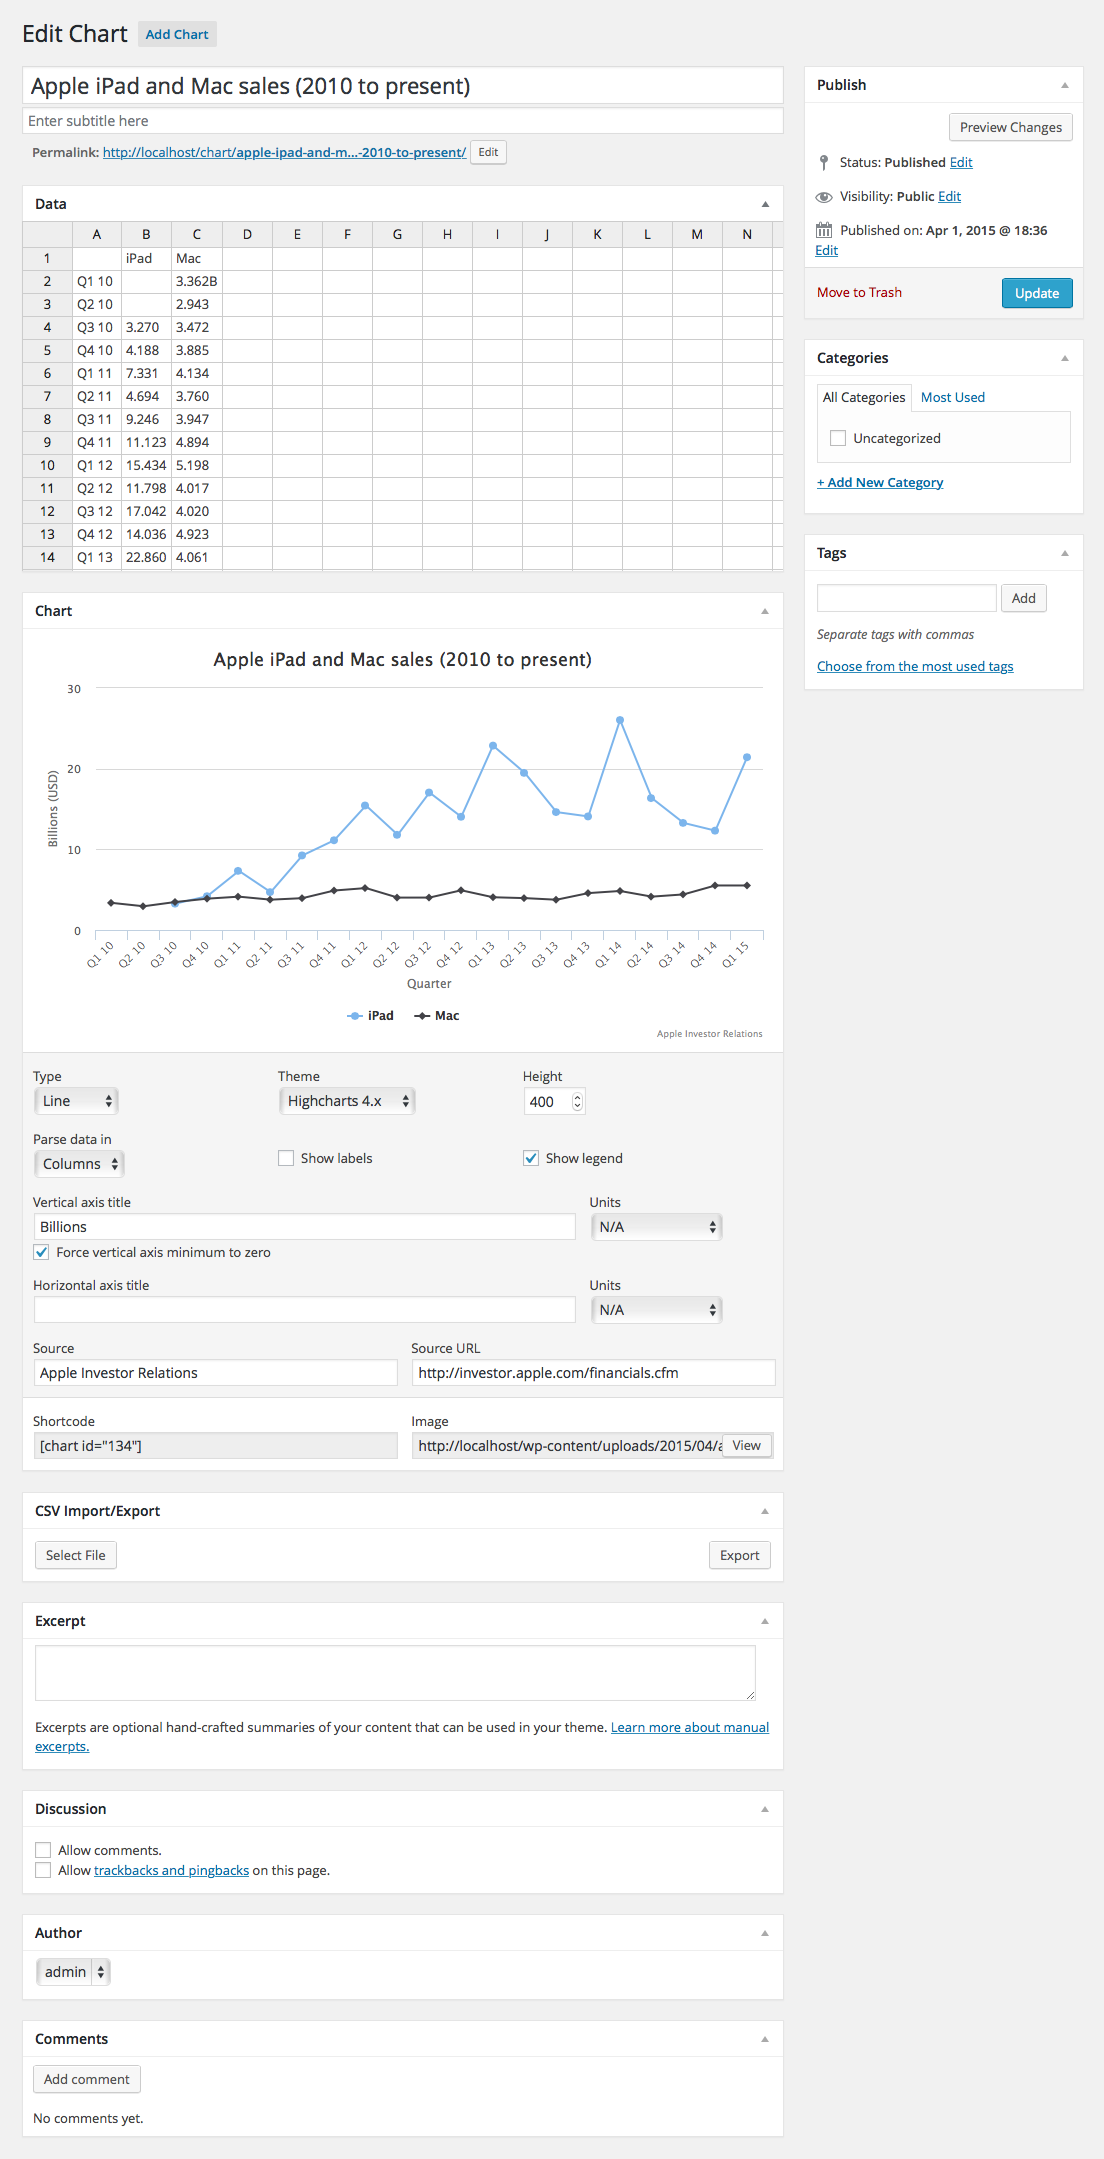 Edit Chart Add Chart
Apple iPad and Mac sales (2010 to present)
Enter subtitle here
Permalink: http://localhost/chart/apple-ipad-and-m...-2010-to-present/ Edit
Data
A B C D E F G H I J K L M N
1 iPad Mac
2 Q1 10 3.362B
3 Q2 10 2.943
4 Q3 10 3.270 3.472
5 Q4 10 4.188 3.885
6 Q1 11 7.331 4.134
7 Q2 11 4.694 3.760
8 Q3 11 9.246 3.947
9 Q4 11 11.123 4.894
10 Q1 12 15.434 5.198
11 Q2 12 11.798 4.017
12 Q3 12 17.042 4.020
13 Q4 12 14.036 4.923
14 Q1 13 22.860 4.061
Chart
Apple iPad and Mac sales (2010 to present)
30
20
10
0
Billions (USD)
Q1 10 Q2 10 Q3 10 Q4 10 Q1 11 Q2 11 Q3 11 Q4 11 Q1 12 Q2 12 Q3 12 Q4 12 Q1 13 Q2 13 Q3 13 Q4 13 Q1 14 Q2 14 Q3 14 Q4 14 Q1 15
Quarter
iPad Mac
Apple Investor Relations
Type Theme Height
Line Highcharts 4.x 400
Parse data in
Columns Show labels Show legend
Vertical axis title Units
Billions N/A
Force vertical axis minimum to zero
Horizontal axis title Units
N/A
Source Source URL
Apple Investor Relations http://investor.apple.com/financials.cfm
Shortcode Image
[chart id="134"] http://localhost/wp-content/uploads/2015/04/a View
CSV Import/Export
Select File Export
Excerpt
Excerpts are optional hand-crafted summaries of your content that can be used in your theme. Learn more about manual
excerpts.
Discussion
Allow comments.
Allow trackbacks and pingbacks on this page.
Author
admin
Comments
Add comment
No comments yet.
Publish
Preview Changes
Status: Published Edit
Visibility: Public Edit
Published on: Apr 1, 2015 @ 18:36
Edit
Move to Trash Update
Categories
All Categories Most Used
Uncategorized
+ Add New Category
Tags
Add
Separate tags with commas
Choose from the most used tags